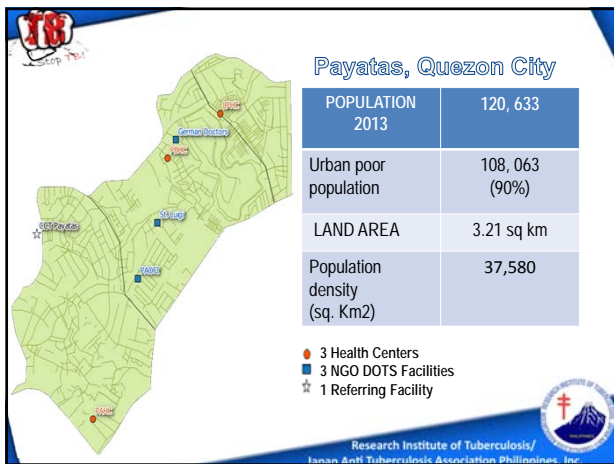 TB!
Stop TB!
Payatas, Quezon City
POPULATION 2013
120, 633
Urban poor population
108, 063 (90%)
LAND AREA
3.21 sq km
Population density (sq. Km2)
37,580
German Doctors
CCT Payatas
St. Luigi
3 Health Centers
3 NGO DOTS Facilities
1 Referring Facility
Research Institute of Tuberculosis/
Japan Anti Tuberculosis Association Philippines, Inc.